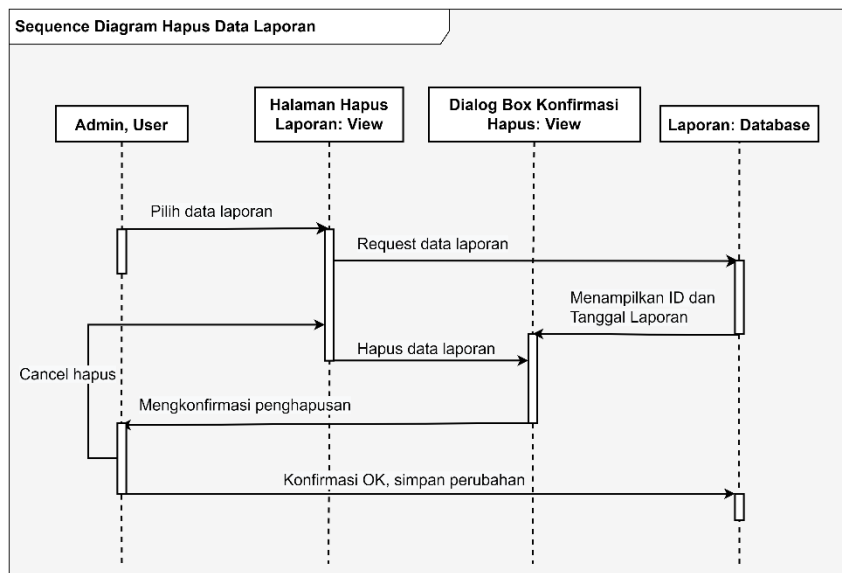 Sequence Diagram Hapus Data Laporan
Admin, User
Halaman Hapus
Laporan: View
Dialog Box Konfirmasi
Hapus: View
Laporan: Database
Pilih data laporan
Request data laporan
Menampilkan ID dan
Tanggal Laporan
Hapus data laporan
Cancel hapus
Mengkonfirmasi penghapusan
Konfirmasi OK, simpan perubahan